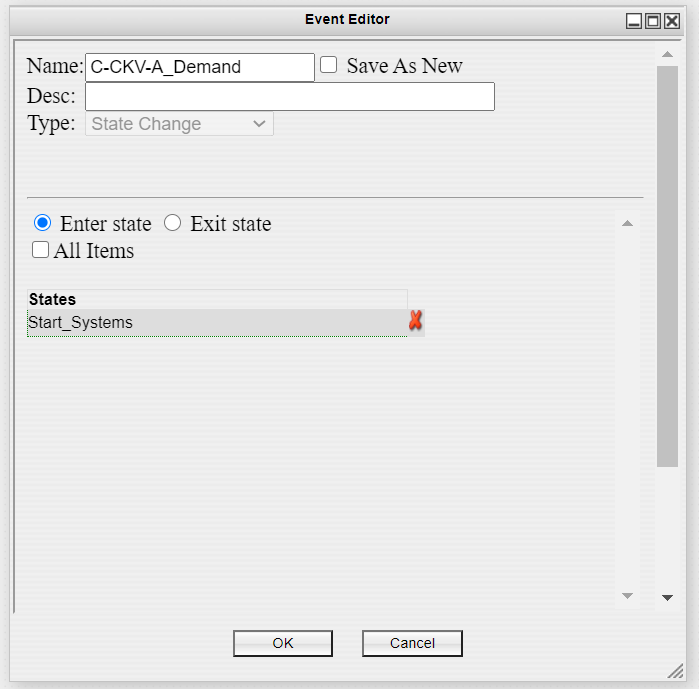 Event Editor
Name: C-CKV-A_Demand Save As New
Desc:
Type: State Change
Enter state Exit state
All Items
States
Start_Systems
OK Cancel